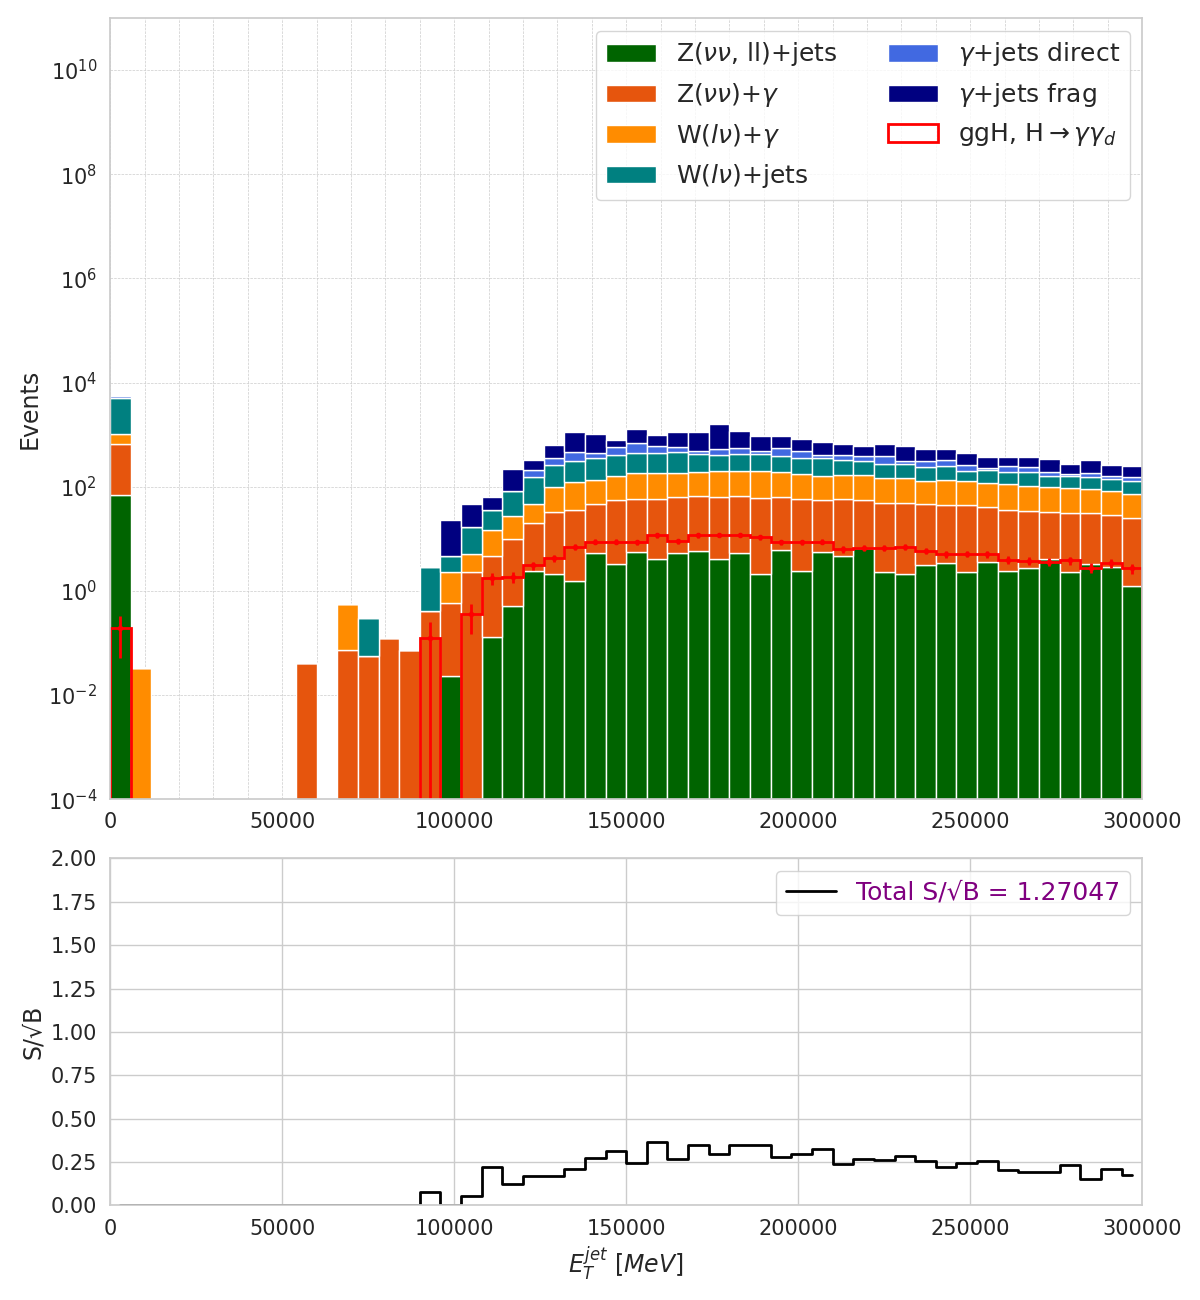 Z(νν, ll)+jets
Z(νν)+γ
W(lν)+γ
W(lν)+jets
γ+jets direct
γ+jets frag
ggH, H→γγ_d
Events
10^10
10^8
10^6
10^4
10^2
10^0
10^−2
10^−4
0 50000 100000 150000 200000 250000 300000
Total S/√B = 1.27047
S/√B
2.00
1.75
1.50
1.25
1.00
0.75
0.50
0.25
0.00
0 50000 100000 150000 200000 250000 300000
E_T^jet [MeV]